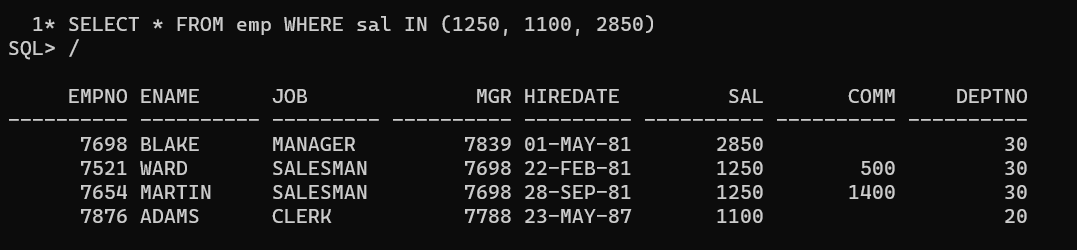 1* SELECT * FROM emp WHERE sal IN (1250, 1100, 2850)
SQL> /

     EMPNO ENAME      JOB              MGR HIREDATE         SAL       COMM     DEPTNO
---------- ---------- --------- ---------- --------- ---------- ---------- ----------
      7698 BLAKE      MANAGER         7839 01-MAY-81       2850                    30
      7521 WARD       SALESMAN        7698 22-FEB-81       1250        500         30
      7654 MARTIN     SALESMAN        7698 28-SEP-81       1250       1400         30
      7876 ADAMS      CLERK           7788 23-MAY-87       1100                    20